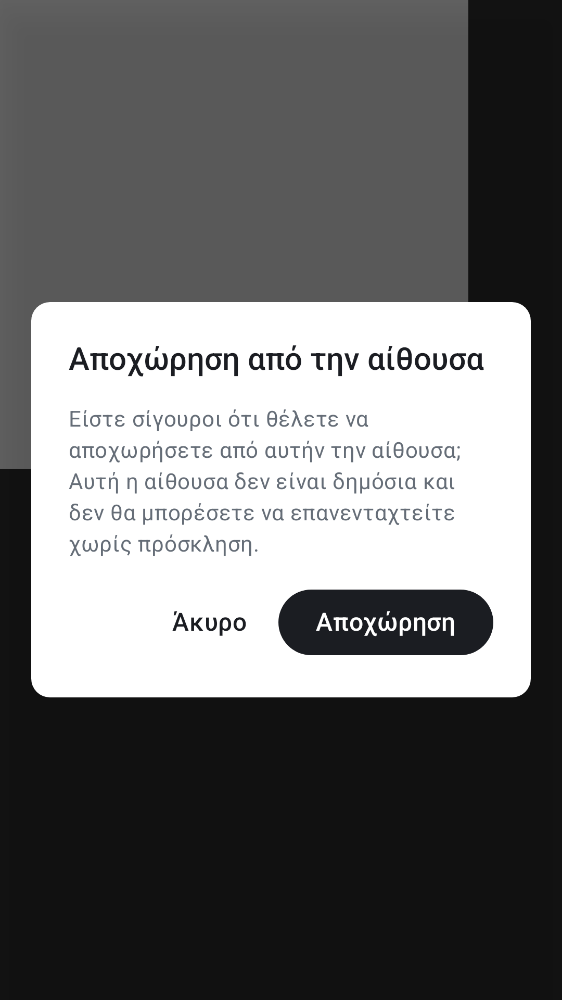 Αποχώρηση από την αίθουσα
Είστε σίγουροι ότι θέλετε να
αποχωρήσετε από αυτήν την αίθουσα;
Αυτή η αίθουσα δεν είναι δημόσια και
δεν θα μπορέσετε να επανενταχτείτε
χωρίς πρόσκληση.
Άκυρο
Αποχώρηση